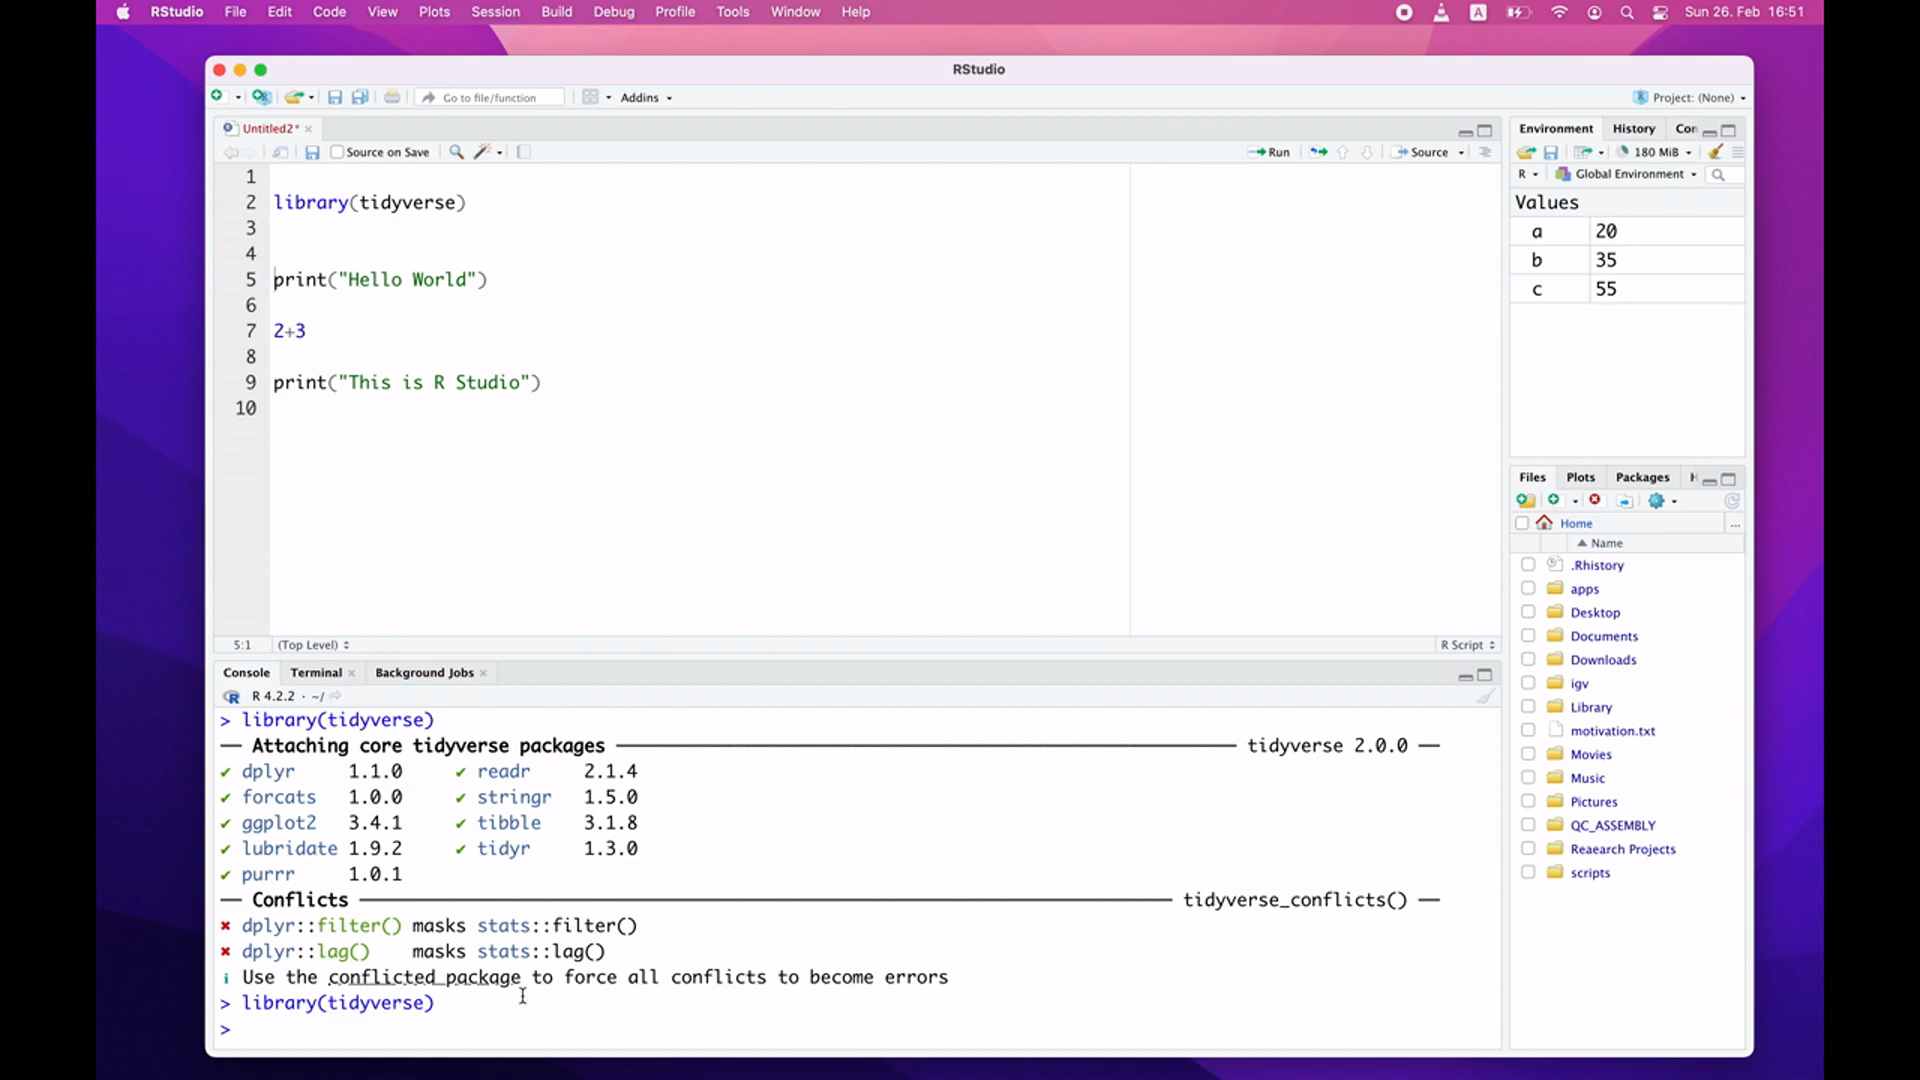 RStudio File Edit Code View Plots Session Build Debug Profile Tools Window Help A Sun 26. Feb 16:51
RStudio
Go to file/function Addins Project: (None)
Untitled2*
Source on Save Run Source
1
2 library(tidyverse)
3
4
5 print("Hello World")
6
7 2+3
8
9 print("This is R Studio")
10
5:1 (Top Level) R Script
Console Terminal Background Jobs
R 4.2.2 · ~/
> library(tidyverse)
── Attaching core tidyverse packages ──── tidyverse 2.0.0 ──
✔ dplyr 1.1.0 ✔ readr 2.1.4
✔ forcats 1.0.0 ✔ stringr 1.5.0
✔ ggplot2 3.4.1 ✔ tibble 3.1.8
✔ lubridate 1.9.2 ✔ tidyr 1.3.0
✔ purrr 1.0.1
── Conflicts ──── tidyverse_conflicts() ──
✖ dplyr::filter() masks stats::filter()
✖ dplyr::lag() masks stats::lag()
ℹ Use the conflicted package to force all conflicts to become errors
> library(tidyverse)
>
Environment History Con
180 MiB
R Global Environment
Values
a 20
b 35
c 55
Files Plots Packages H
Home ...
Name
.Rhistory
apps
Desktop
Documents
Downloads
igv
Library
motivation.txt
Movies
Music
Pictures
QC_ASSEMBLY
Reaearch Projects
scripts